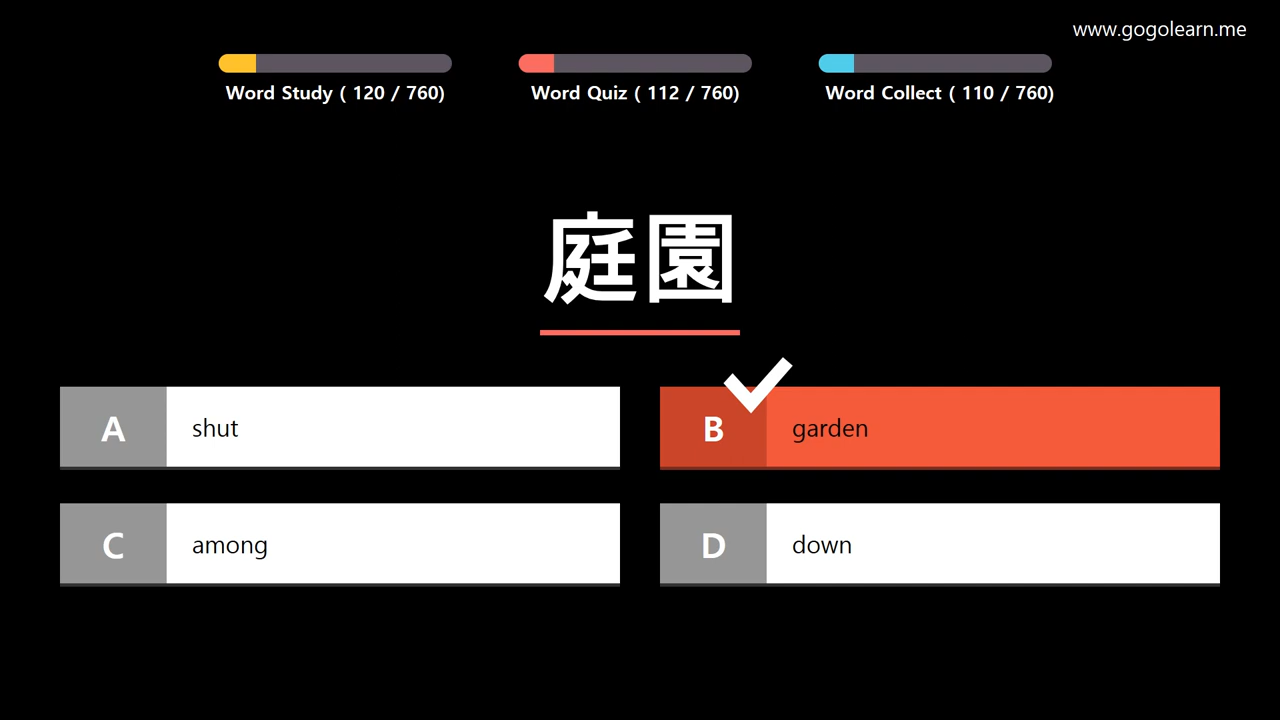 www.gogolearn.me
Word Study ( 120 / 760)
Word Quiz ( 112 / 760)
Word Collect ( 110 / 760)
庭園
A shut
B garden
C among
D down